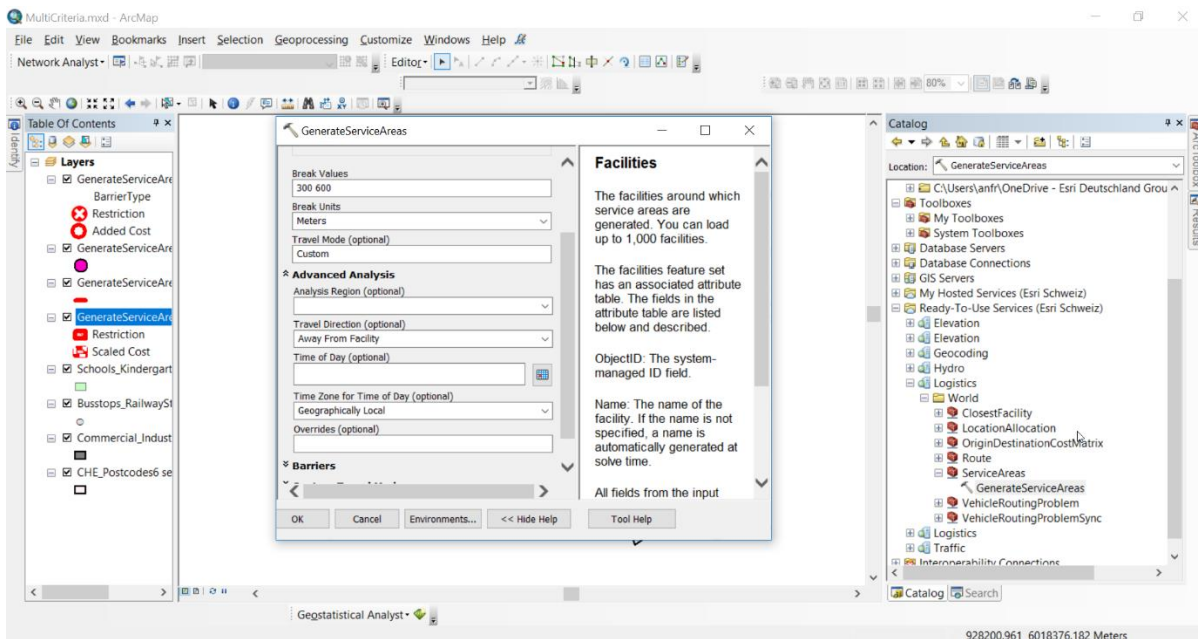 MultiCriteria.mxd - ArcMap
File Edit View Bookmarks Insert Selection Geoprocessing Customize Windows Help
Network Analyst
Editor
80%
Table Of Contents
Identify
Layers
GenerateServiceAre
BarrierType
Restriction
Added Cost
GenerateServiceAre
GenerateServiceAre
GenerateServiceAre
Restriction
Scaled Cost
Schools_Kindergart
Busstops_RailwaySt
Commercial_Indust
CHE_Postcodes6 se
GenerateServiceAreas
Break Values
300 600
Break Units
Meters
Travel Mode (optional)
Custom
Advanced Analysis
Analysis Region (optional)
Travel Direction (optional)
Away From Facility
Time of Day (optional)
Time Zone for Time of Day (optional)
Geographically Local
Overrides (optional)
Barriers
OK Cancel Environments... << Hide Help Tool Help
Facilities
The facilities around which
service areas are
generated. You can load
up to 1,000 facilities.
The facilities feature set
has an associated attribute
table. The fields in the
attribute table are listed
below and described.
ObjectID: The system-
managed ID field.
Name: The name of the
facility. If the name is not
specified, a name is
automatically generated at
solve time.
All fields from the input
Catalog
Location: GenerateServiceAreas
C:\Users\anfr\OneDrive - Esri Deutschland Grou
Toolboxes
My Toolboxes
System Toolboxes
Database Servers
Database Connections
GIS Servers
My Hosted Services (Esri Schweiz)
Ready-To-Use Services (Esri Schweiz)
Elevation
Elevation
Geocoding
Hydro
Logistics
World
ClosestFacility
LocationAllocation
OriginDestinationCostMatrix
Route
ServiceAreas
GenerateServiceAreas
VehicleRoutingProblem
VehicleRoutingProblemSync
Logistics
Traffic
Interoperability Connections
Catalog Search
ArcToolbox
Results
Geostatistical Analyst
928200.961 6018376.182 Meters